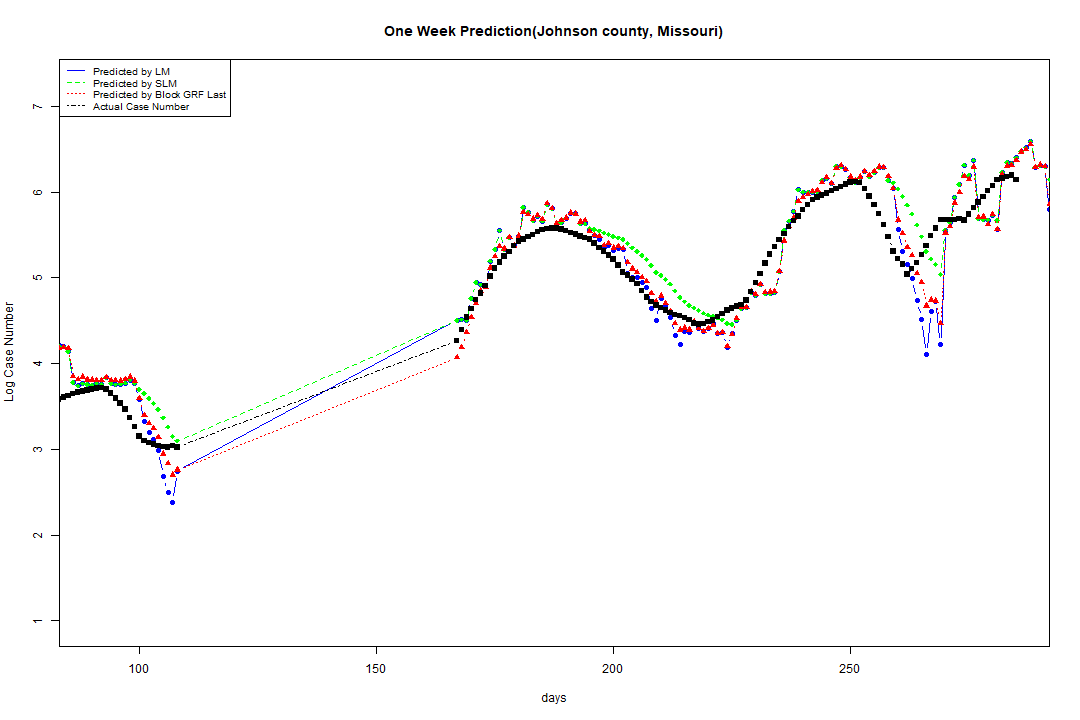 One Week Prediction(Johnson county, Missouri)
Predicted by LM
Predicted by SLM
Predicted by Block GRF Last
Actual Case Number
7
6
5
4
3
2
1
Log Case Number
100
150
200
250
days